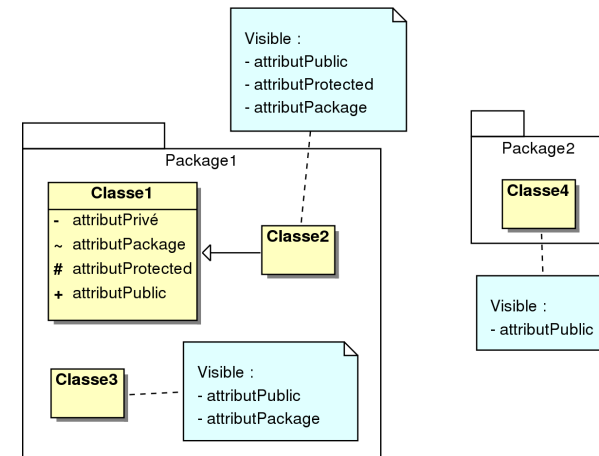 Visible :
- attributPublic
- attributProtected
- attributPackage
Package1
Classe1
- attributPrivé
~ attributPackage
# attributProtected
+ attributPublic
Classe2
Classe3
Visible :
- attributPublic
- attributPackage
Package2
Classe4
Visible :
- attributPublic